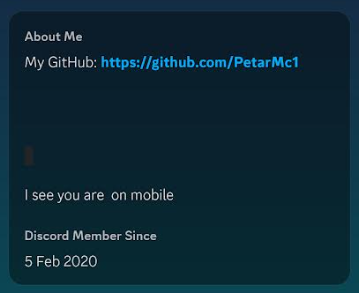 About Me
My GitHub: https://github.com/PetarMc1
I see you are  on mobile
Discord Member Since
5 Feb 2020